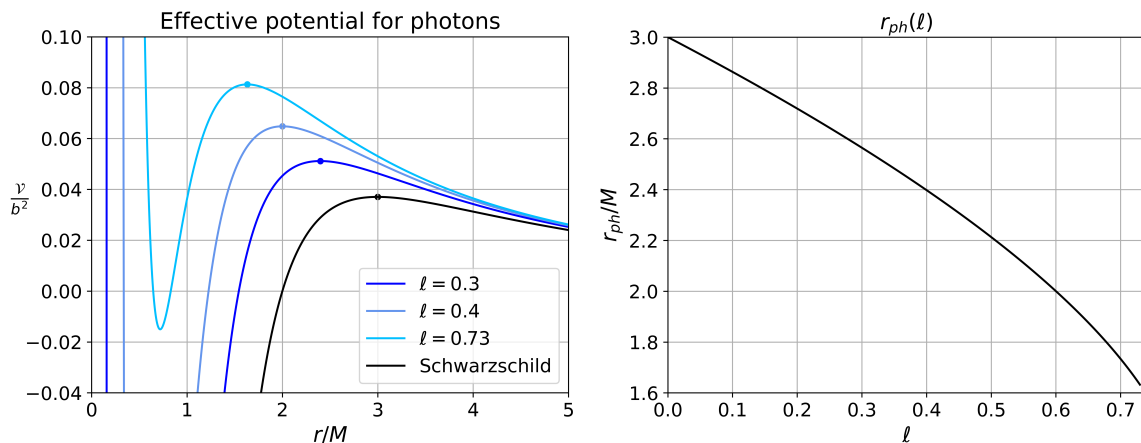 Effective potential for photons
0.10
0.08
0.06
0.04
0.02
0.00
−0.02
−0.04
𝒱/b²
0 1 2 3 4 5
r/M
ℓ = 0.3
ℓ = 0.4
ℓ = 0.73
Schwarzschild
r_ph(ℓ)
3.0
2.8
2.6
2.4
2.2
2.0
1.8
1.6
r_ph/M
0.0 0.1 0.2 0.3 0.4 0.5 0.6 0.7
ℓ